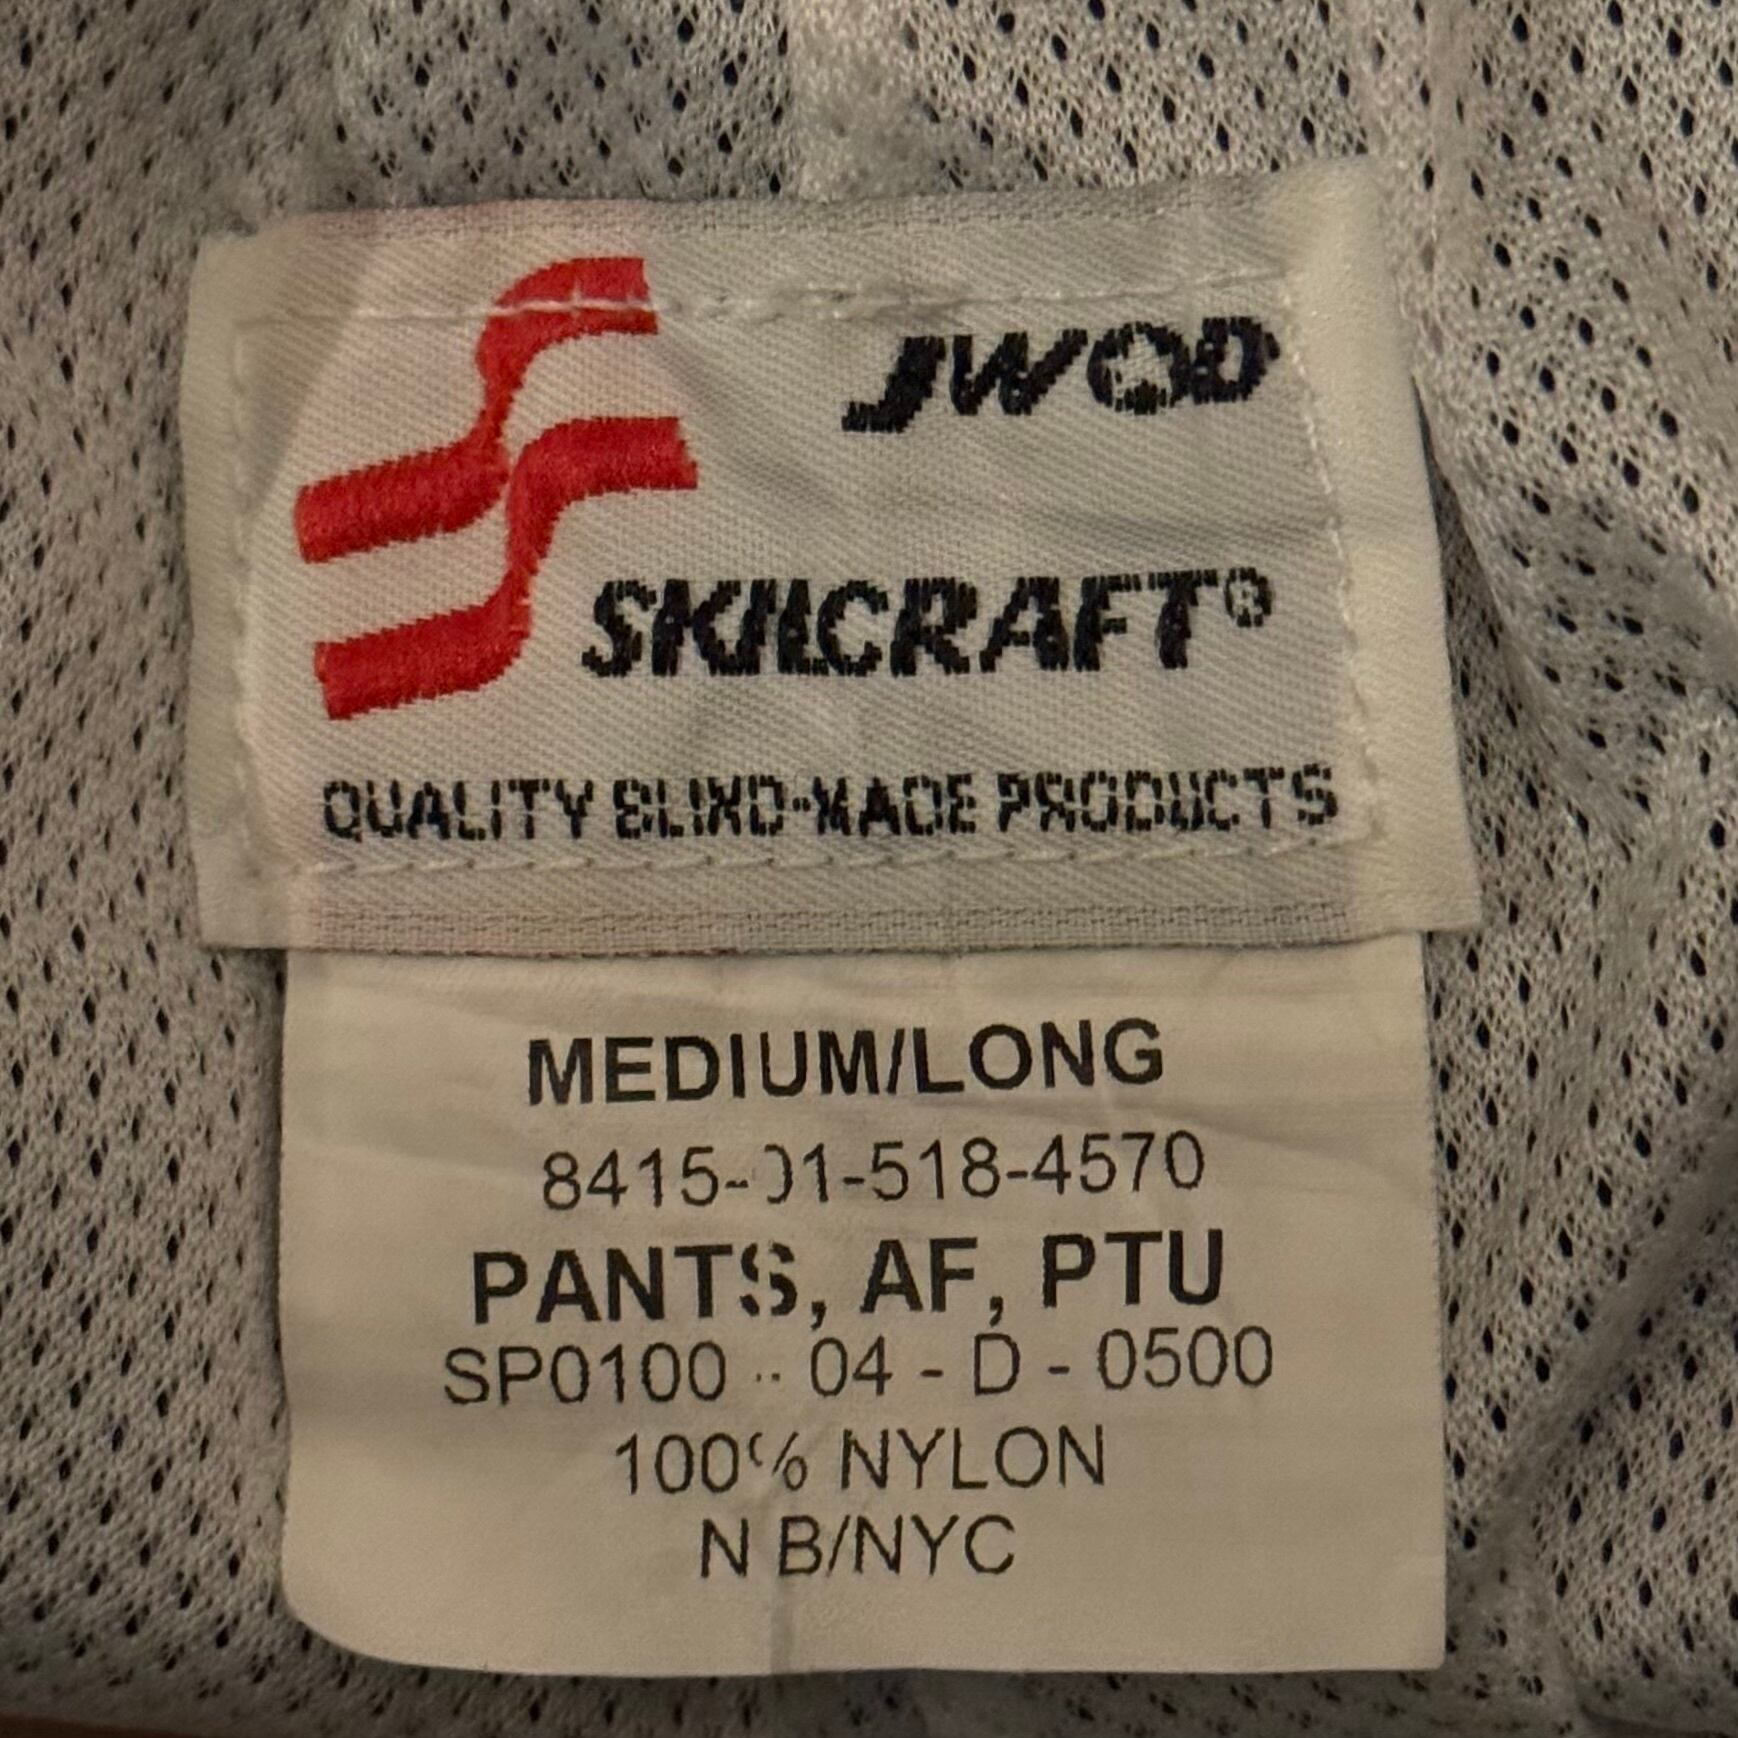 JWOD
SKILCRAFT®
QUALITY BLIND-MADE PRODUCTS
MEDIUM/LONG
8415-01-518-4570
PANTS, AF, PTU
SP0100 - 04 - D - 0500
100% NYLON
N B/NYC